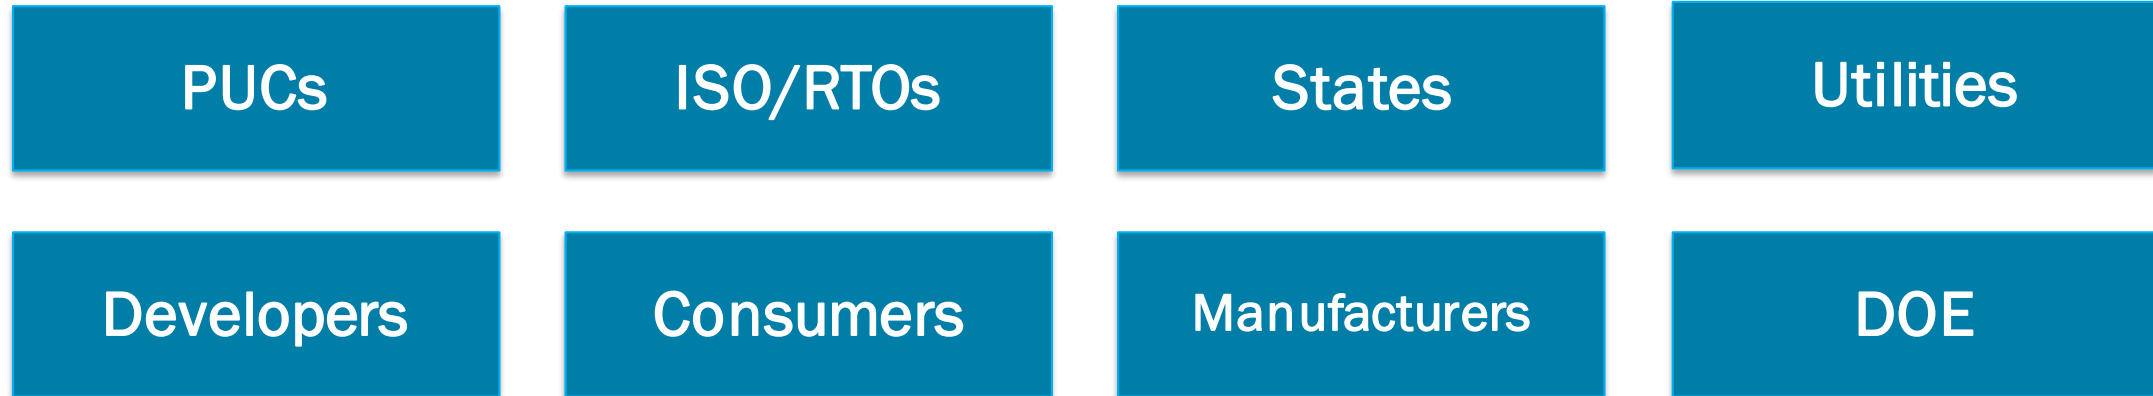 PUCs
ISO/RTOs
States
Utilities
Developers
Consumers
Manufacturers
DOE